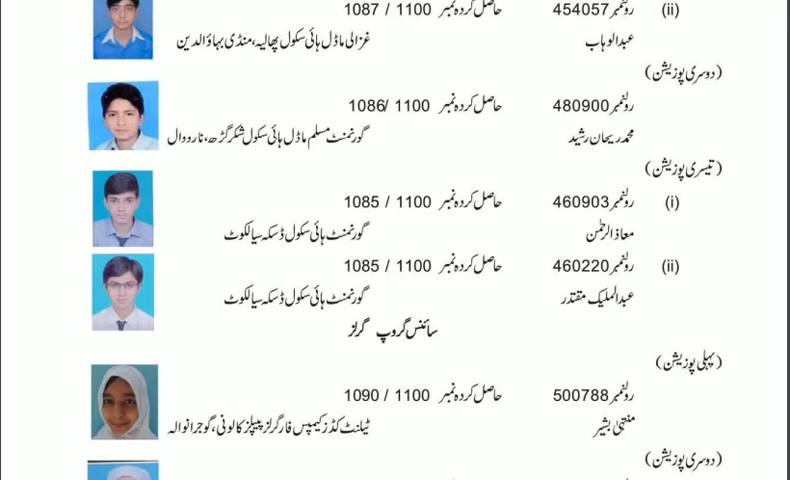 (ii) رولنمبر 454057 حاصل کردہ نمبر 1100 / 1087
عبدالوہاب غزالی ماڈل ہائی سکول پھالیہ، منڈی بہاؤالدین
(دوسری پوزیشن)
رولنمبر 480900 حاصل کردہ نمبر 1100 /1086
محمد ریحان رشید گورنمنٹ مسلم ماڈل ہائی سکول شکرگڑھ، نارووال
(تیسری پوزیشن)
(i) رولنمبر 460903 حاصل کردہ نمبر 1100 / 1085
معاذ الرحمٰن گورنمنٹ ہائی سکول ڈسکہ سیالکوٹ
(ii) رولنمبر 460220 حاصل کردہ نمبر 1100 / 1085
عبدالملیک مقتدر گورنمنٹ ہائی سکول ڈسکہ سیالکوٹ
سائنس گروپ گرلز
(پہلی پوزیشن)
رولنمبر 500788 حاصل کردہ نمبر 1100 / 1090
منتہیٰ بشیر ٹیلنٹ کڈز کیمپس فار گرلز پیپلز کالونی، گوجرانوالہ
(دوسری پوزیشن)